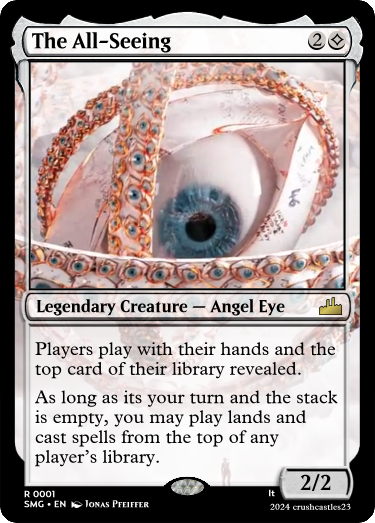 The All-Seeing 2
Legendary Creature — Angel Eye
Players play with their hands and the
top card of their library revealed.
As long as its your turn and the stack
is empty, you may play lands and
cast spells from the top of any
player's library.
2/2
R 0001
SMG • EN Jonas Pfeiffer
It
2024 crushcastles23